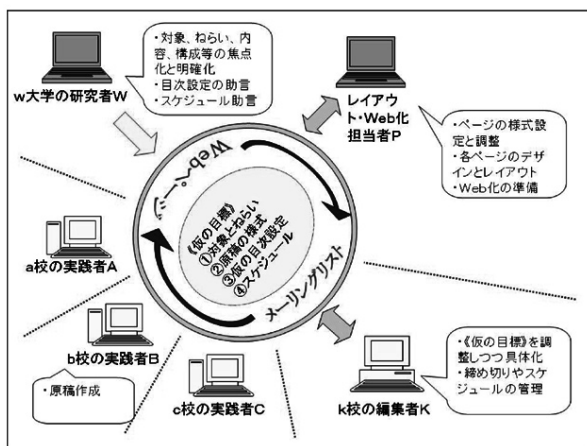 ・対象、ねらい、内
容、構成等の焦点
化と明確化
・目次設定の助言
・スケジュール助言
w大学の研究者W
レイアウ
ト・Web化
担当者P
・ページの様式設
定と調整
・各ページのデザ
インとレイアウト
・Web化の準備
Webページ
《仮の目標》
①対象とねらい
②原稿の様式
③仮の目次設定
④スケジュール
メーリングリスト
a校の実践者A
b校の実践者B
・原稿作成
c校の実践者C
k校の編集者K
・《仮の目標》を調
整しつつ具体化
・締め切りやスケ
ジュールの管理